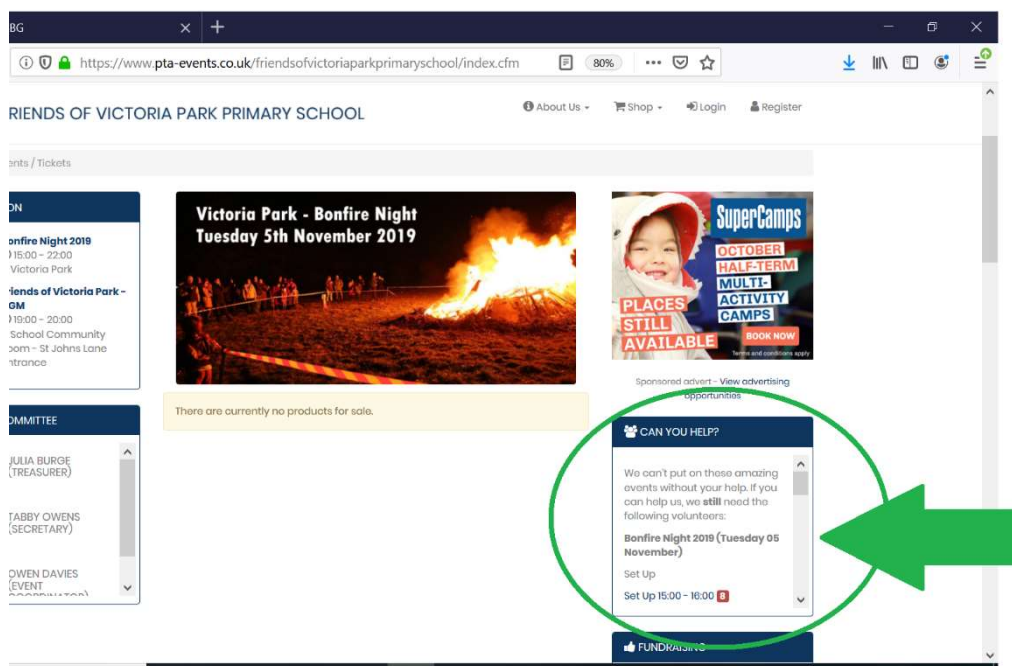 BG
https://www.pta-events.co.uk/friendsofvictoriaparkprimaryschool/index.cfm
80%
RIENDS OF VICTORIA PARK PRIMARY SCHOOL
About Us
Shop
Login
Register
ents / Tickets
ON
onfire Night 2019
15:00 - 22:00
Victoria Park
riends of Victoria Park -
GM
19:00 - 20:00
School Community
oom - St Johns Lane
ntrance
OMMITTEE
JULIA BURGE
(TREASURER)
TABBY OWENS
(SECRETARY)
OWEN DAVIES
(EVENT
COORDINATOR)
Victoria Park - Bonfire Night
Tuesday 5th November 2019
There are currently no products for sale.
SuperCamps
OCTOBER
HALF-TERM
MULTI-
ACTIVITY
CAMPS
PLACES
STILL
AVAILABLE
BOOK NOW
Terms and conditions apply
Sponsored advert - View advertising
opportunities
CAN YOU HELP?
We can't put on these amazing
events without your help. If you
can help us, we still need the
following volunteers:
Bonfire Night 2019 (Tuesday 05
November)
Set Up
Set Up 15:00 - 16:00 8
FUNDRAISING